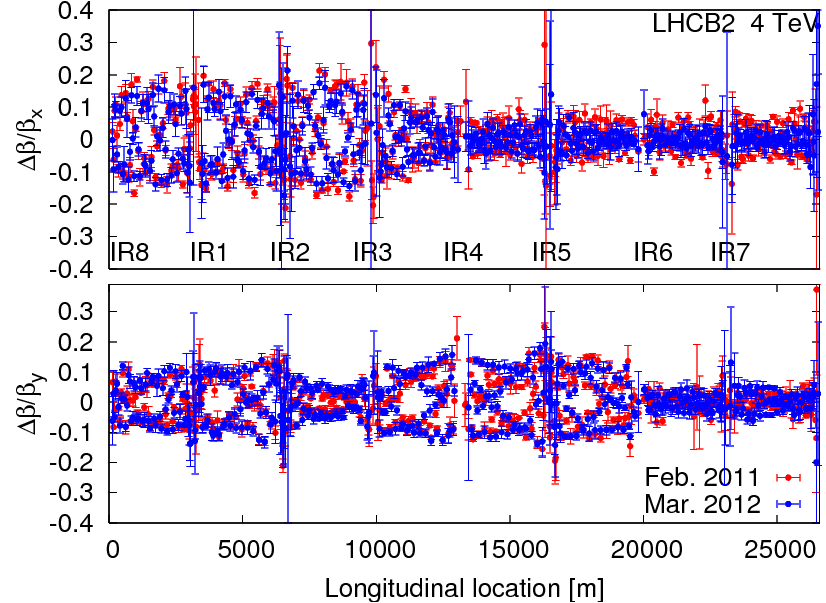 LHCB2 4 TeV
0.4
0.3
0.2
0.1
0
-0.1
-0.2
-0.3
-0.4
Δβ/βx
IR8 IR1 IR2 IR3 IR4 IR5 IR6 IR7
0.3
0.2
0.1
0
-0.1
-0.2
-0.3
-0.4
Δβ/βy
Feb. 2011
Mar. 2012
0 5000 10000 15000 20000 25000
Longitudinal location [m]